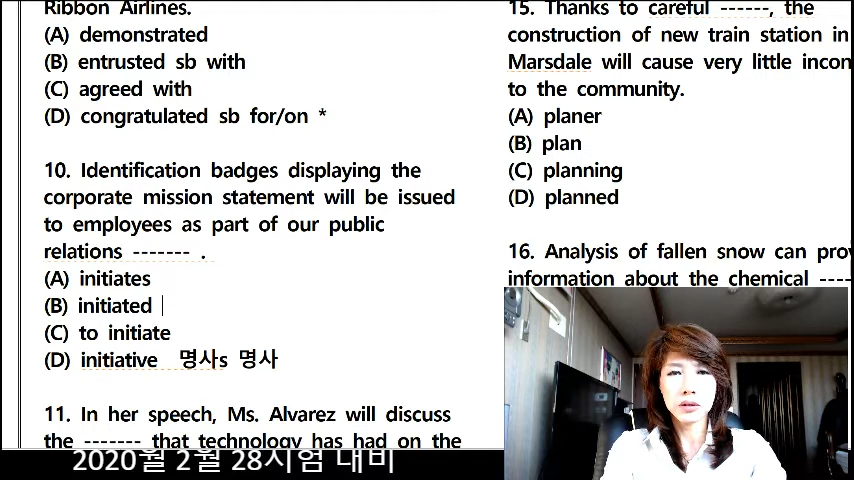 Ribbon Airlines.
(A) demonstrated
(B) entrusted sb with
(C) agreed with
(D) congratulated sb for/on *
10. Identification badges displaying the
corporate mission statement will be issued
to employees as part of our public
relations ------- .
(A) initiates
(B) initiated
(C) to initiate
(D) initiative 명사s 명사
11. In her speech, Ms. Alvarez will discuss
the ------- that technology has had on the
15. Thanks to careful ------, the
construction of new train station in
Marsdale will cause very little
to the community.
(A) planer
(B) plan
(C) planning
(D) planned
16. Analysis of fallen snow can
information about the chemical ----
2020월 2월 28시험 대비